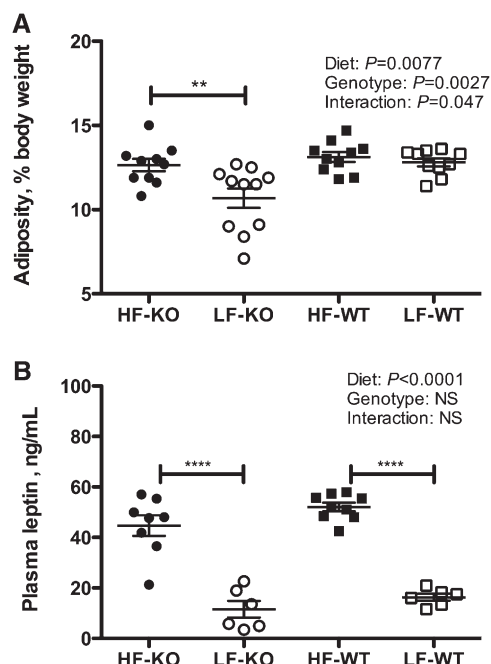 A
Adiposity, % body weight
20
15
10
5
**
Diet: P=0.0077
Genotype: P=0.0027
Interaction: P=0.047
HF-KO LF-KO HF-WT LF-WT
B
Plasma leptin , ng/mL
100
80
60
40
20
0
Diet: P<0.0001
Genotype: NS
Interaction: NS
**** ****
HF-KO LF-KO HF-WT LF-WT